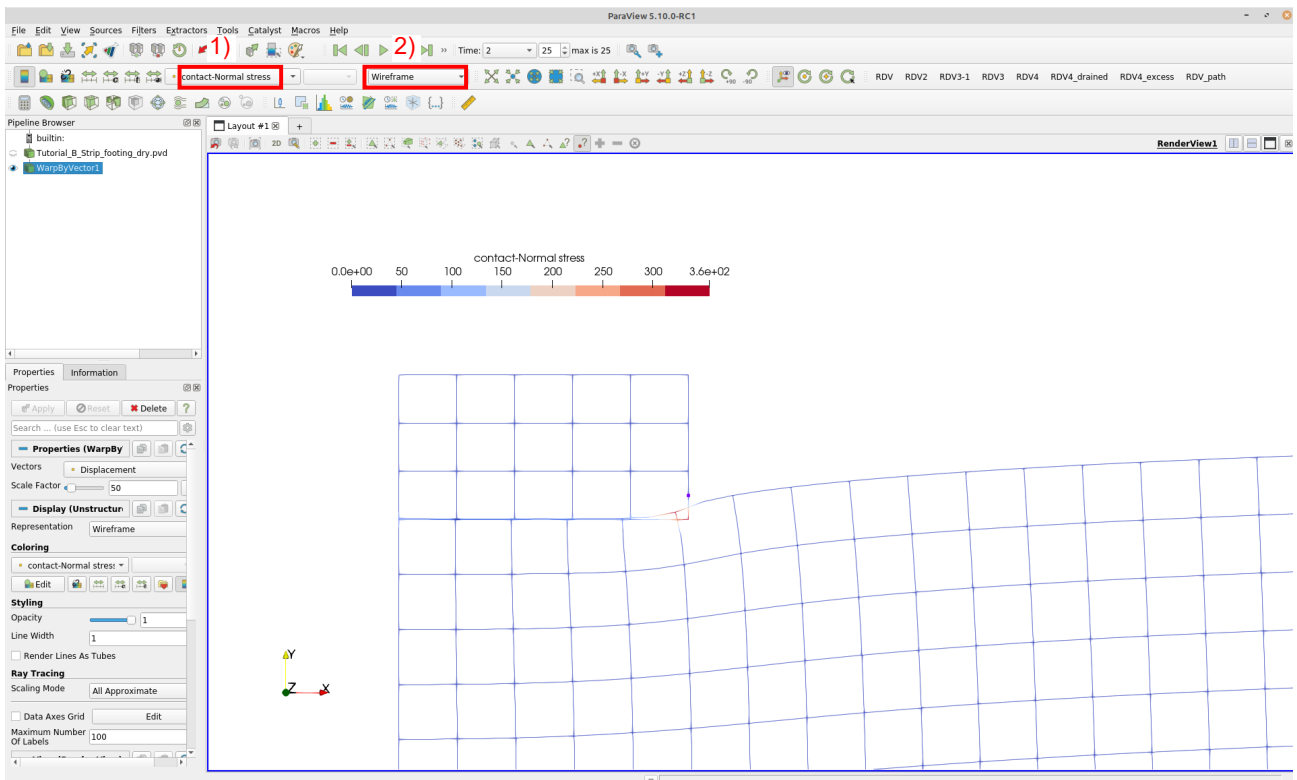 ParaView 5.10.0-RC1
File Edit View Sources Filters Extractors Tools Catalyst Macros Help
1) 2) Time: 2 25 max is 25
contact-Normal stress Wireframe RDV RDV2 RDV3-1 RDV3 RDV4 RDV4_drained RDV4_excess RDV_path
Pipeline Browser
Layout #1
builtin:
2D
RenderView1
Tutorial_B_Strip_footing_dry.pvd
WarpByVector1
contact-Normal stress
0.0e+00 50 100 150 200 250 300 3.6e+02
Properties Information
Properties
Apply Reset Delete ?
Search ... (use Esc to clear text)
Properties (WarpBy
Vectors Displacement
Scale Factor 50
Display (Unstructur
Representation Wireframe
Coloring
contact-Normal stres:
Edit
Styling
Opacity 1
Line Width 1
Render Lines As Tubes
Ray Tracing
Scaling Mode All Approximate
Data Axes Grid Edit
Maximum Number
Of Labels 100
Y
Z X